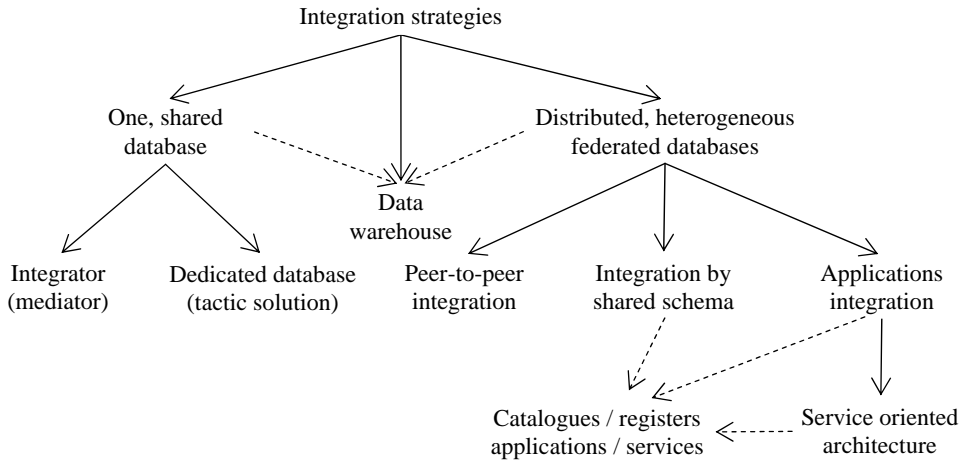 Integration strategies
One, shared
database
Distributed, heterogeneous
federated databases
Data
warehouse
Integrator
(mediator)
Dedicated database
(tactic solution)
Peer-to-peer
integration
Integration by
shared schema
Applications
integration
Catalogues / registers
applications / services
Service oriented
architecture